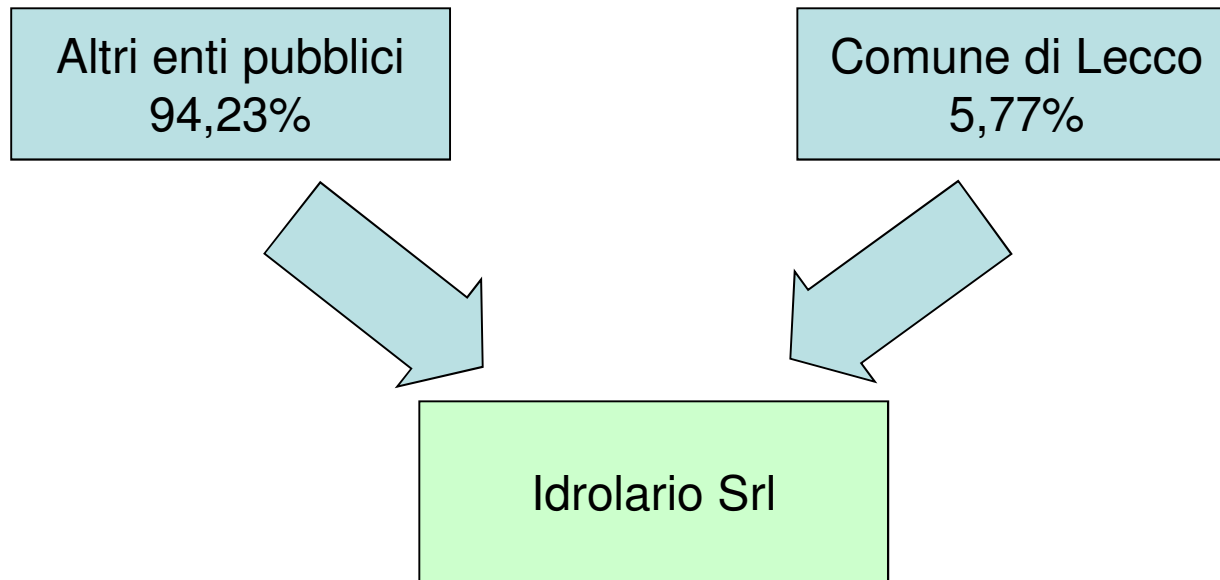 Altri enti pubblici
94,23%
Comune di Lecco
5,77%
Idrolario Srl